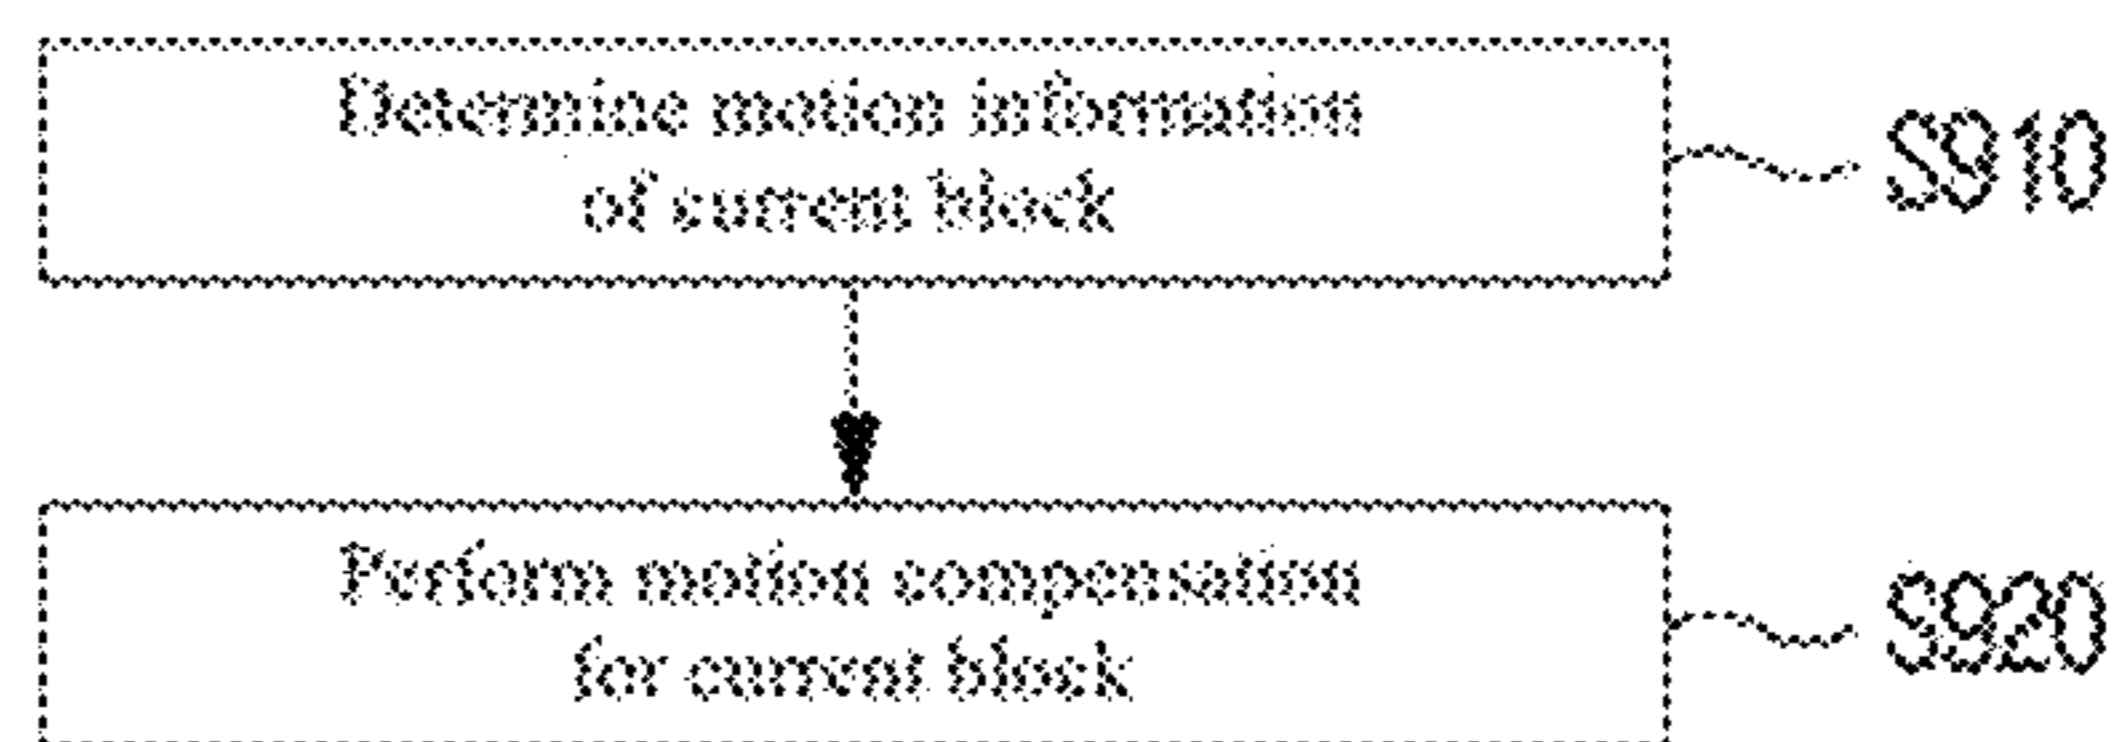 Determine motion information
of current block
S910
Perform motion compensation
for current block
S920